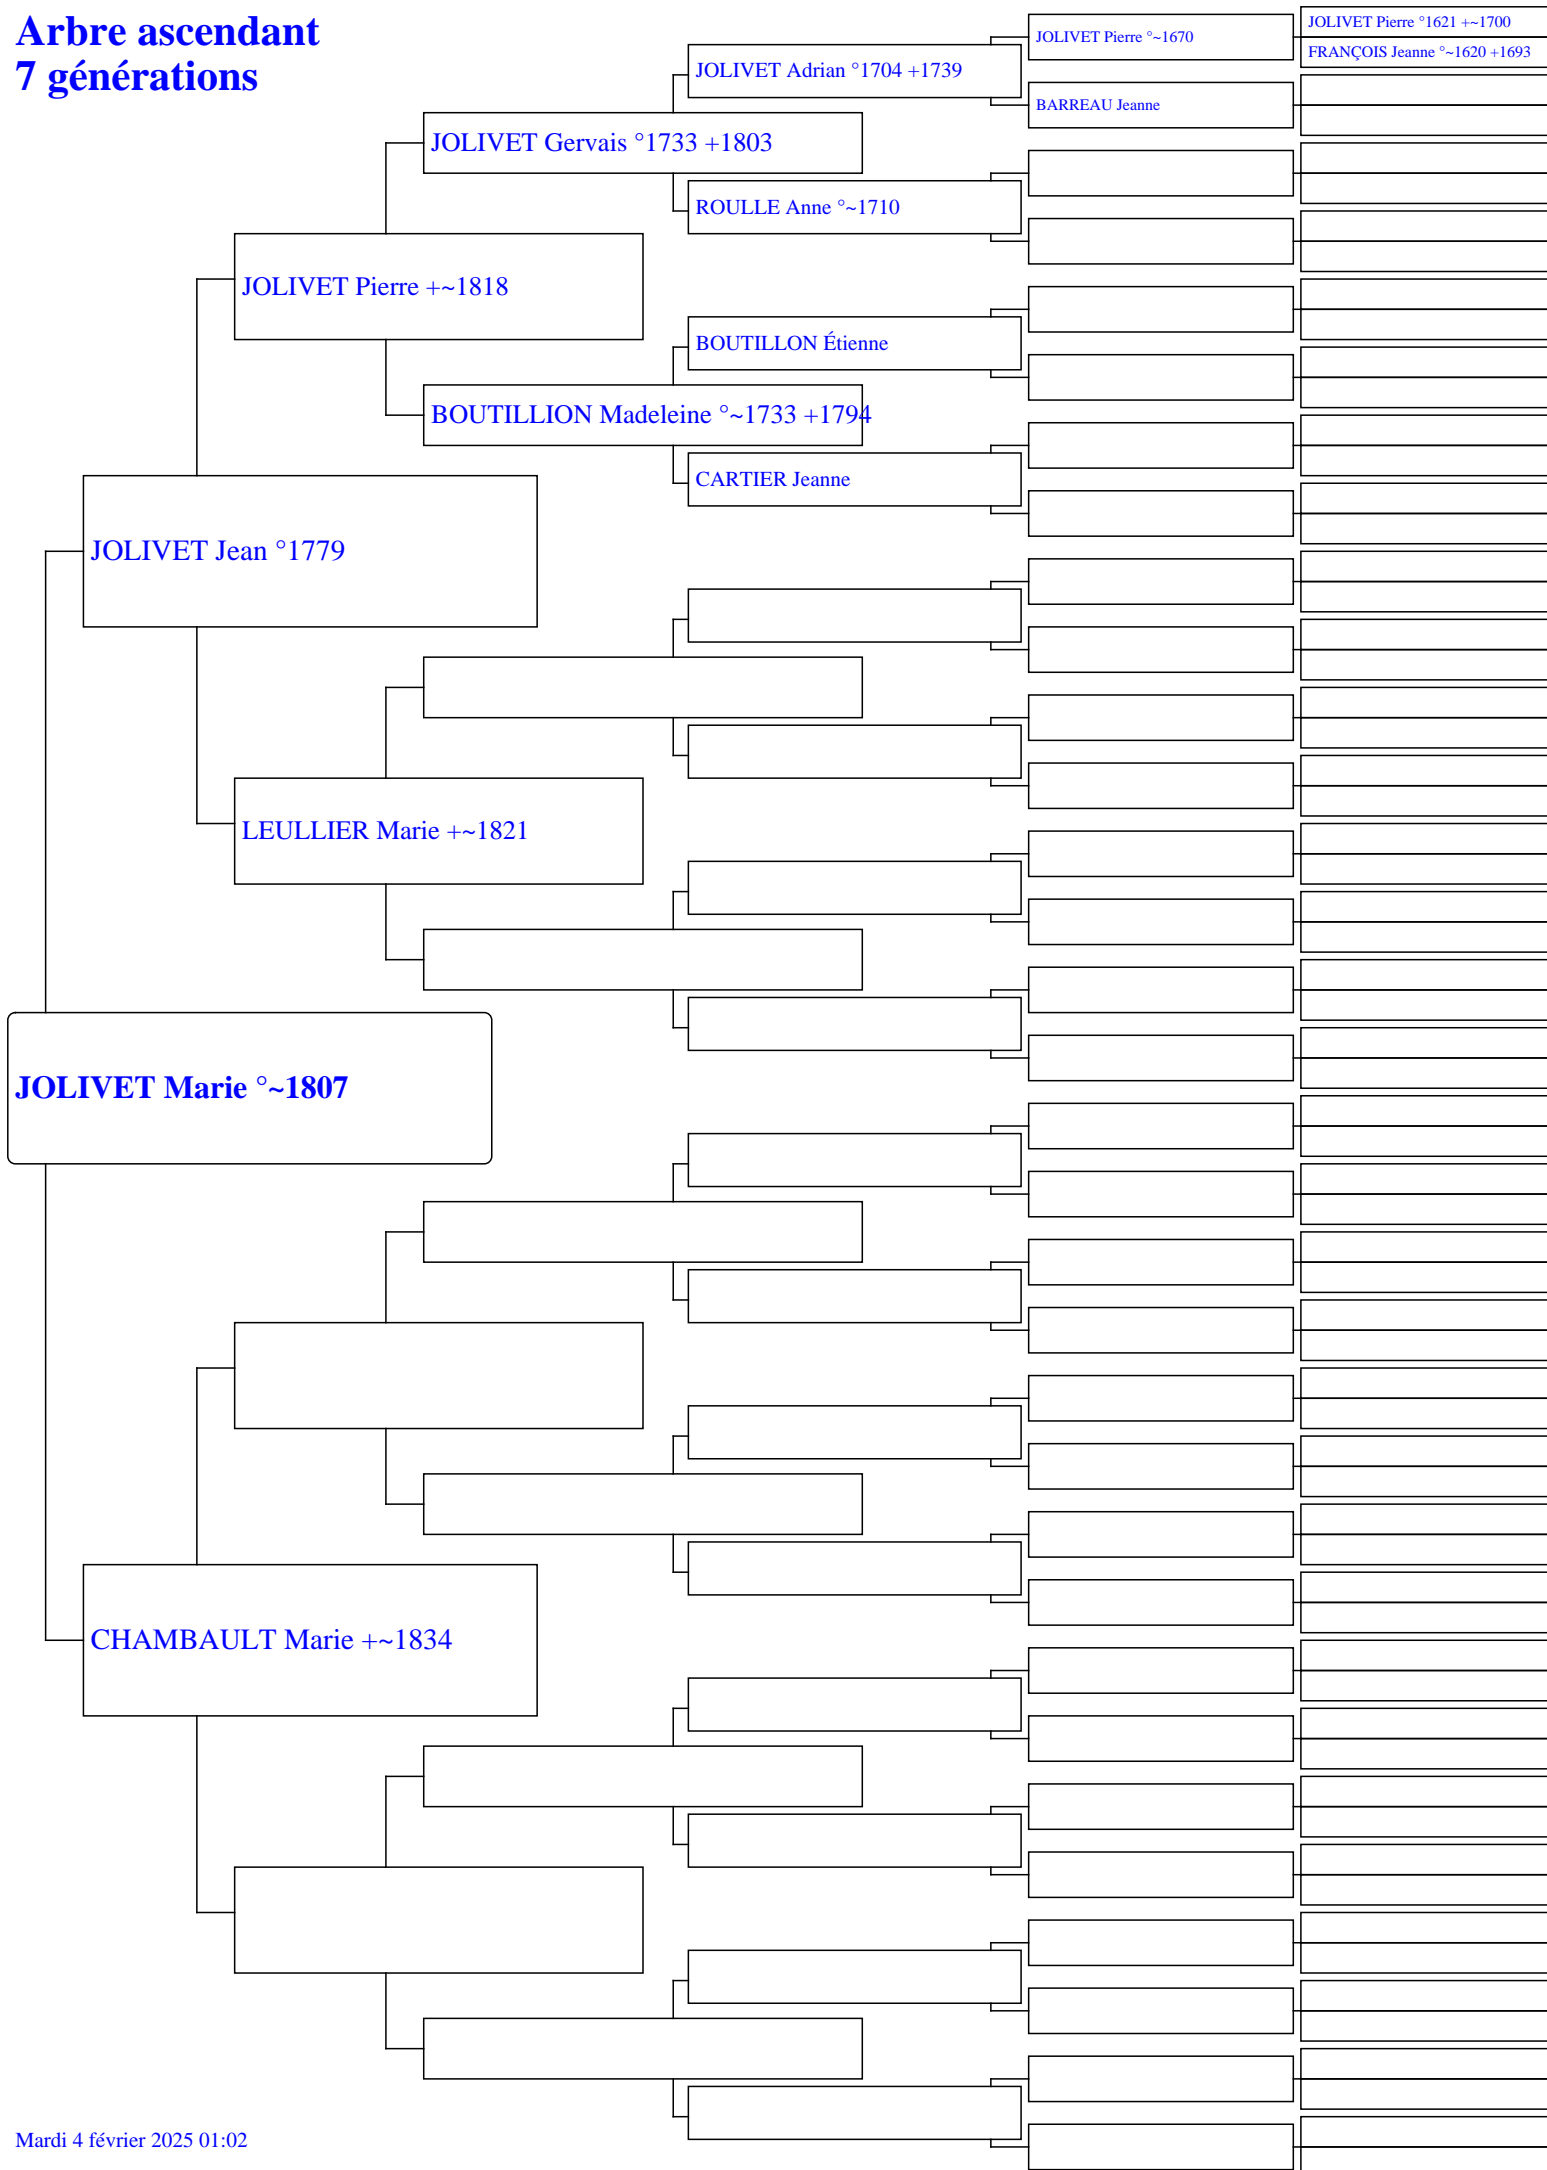 Arbre ascendant
7 générations
JOLIVET Pierre °1621 +~1700
JOLIVET Pierre °~1670
FRANÇOIS Jeanne °~1620 +1693
JOLIVET Adrian °1704 +1739
BARREAU Jeanne
JOLIVET Gervais °1733 +1803
ROULLE Anne °~1710
JOLIVET Pierre +~1818
BOUTILLON Étienne
BOUTILLION Madeleine °~1733 +1794
CARTIER Jeanne
JOLIVET Jean °1779
LEULLIER Marie +~1821
JOLIVET Marie °~1807
CHAMBAULT Marie +~1834
Mardi 4 février 2025 01:02